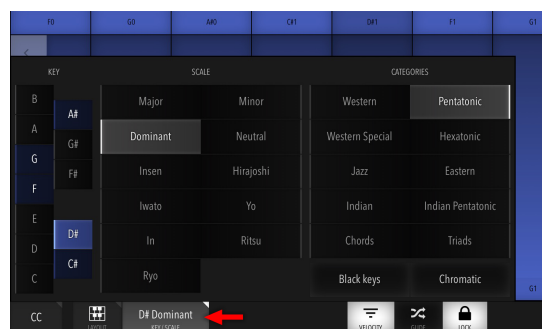 F0 G0 A#0 C#1 D#1 F1 G1
KEY SCALE CATEGORIES
B Major Minor Western Pentatonic
A#
A Dominant Neutral Western Special Hexatonic
G#
G Insen Hirajoshi Jazz Eastern
F#
F Iwato Yo Indian Indian Pentatonic
E
D# In Ritsu Chords Triads
D
C# Ryo Black keys Chromatic
C G1
CC D# Dominant
LAYOUT KEY | SCALE VELOCITY GLIDE LOCK